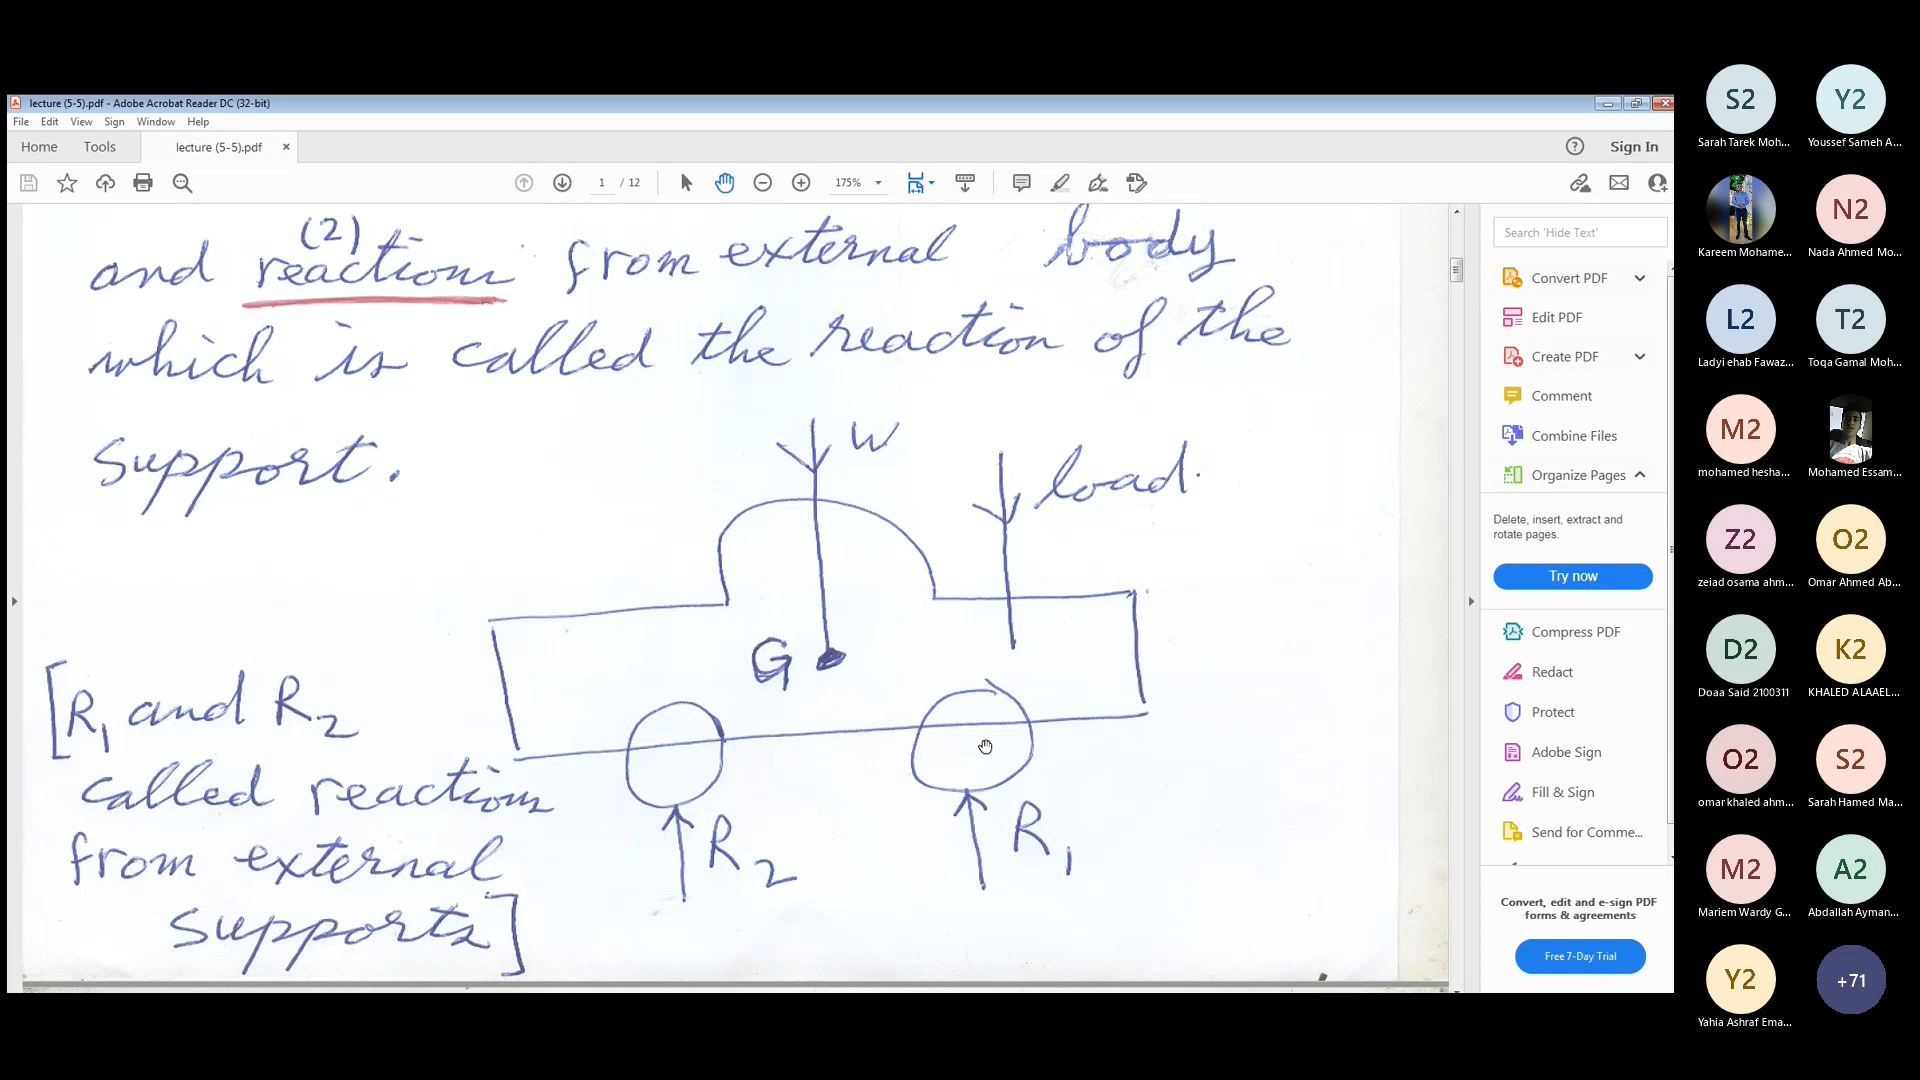 lecture (5-5).pdf - Adobe Acrobat Reader DC (32-bit)
File Edit View Sign Window Help
Home Tools lecture (5-5).pdf × ? Sign In
1 / 12 175%
(2)
and reactions from external body
which is called the reaction of the
support.
W
load.
G
[R1 and R2
called reactions
from external
supports]
R2
R1
Search 'Hide Text'
Convert PDF
Edit PDF
Create PDF
Comment
Combine Files
Organize Pages
Delete, insert, extract and
rotate pages.
Try now
Compress PDF
Redact
Protect
Adobe Sign
Fill & Sign
Send for Comme...
Convert, edit and e-sign PDF
forms & agreements
Free 7-Day Trial
S2 Y2
Sarah Tarek Moh... Youssef Sameh A...
N2
Kareem Mohame... Nada Ahmed Mo...
L2 T2
Ladyi ehab Fawaz... Toqa Gamal Moh...
M2
mohamed hesha... Mohamed Essam...
Z2 O2
zeiad osama ahm... Omar Ahmed Ab...
D2 K2
Doaa Said 2100311 KHALED ALAAEL...
O2 S2
omar khaled ahm... Sarah Hamed Ma...
M2 A2
Mariem Wardy G... Abdallah Ayman...
Y2 +71
Yahia Ashraf Ema...